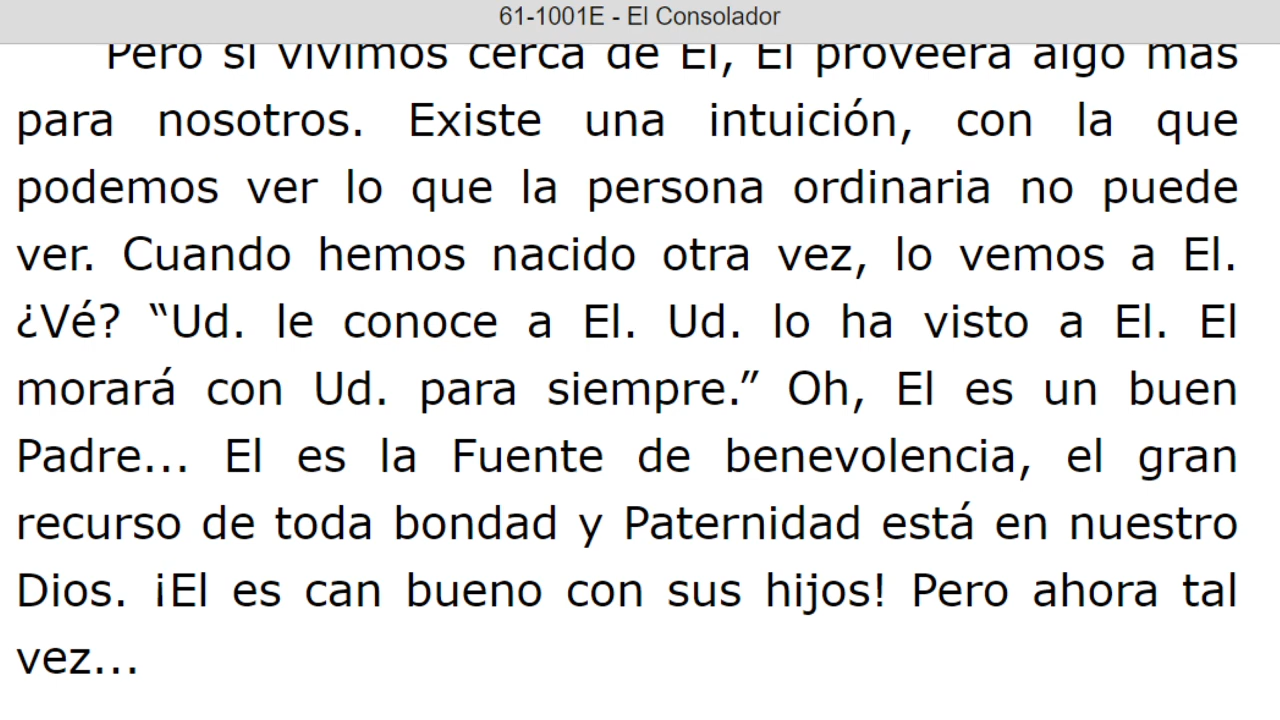 61-1001E - El Consolador
Pero si vivimos cerca de El, El proveerá algo más
para nosotros. Existe una intuición, con la que
podemos ver lo que la persona ordinaria no puede
ver. Cuando hemos nacido otra vez, lo vemos a El.
¿Vé? “Ud. le conoce a El. Ud. lo ha visto a El. El
morará con Ud. para siempre.” Oh, El es un buen
Padre... El es la Fuente de benevolencia, el gran
recurso de toda bondad y Paternidad está en nuestro
Dios. ¡El es can bueno con sus hijos! Pero ahora tal
vez...